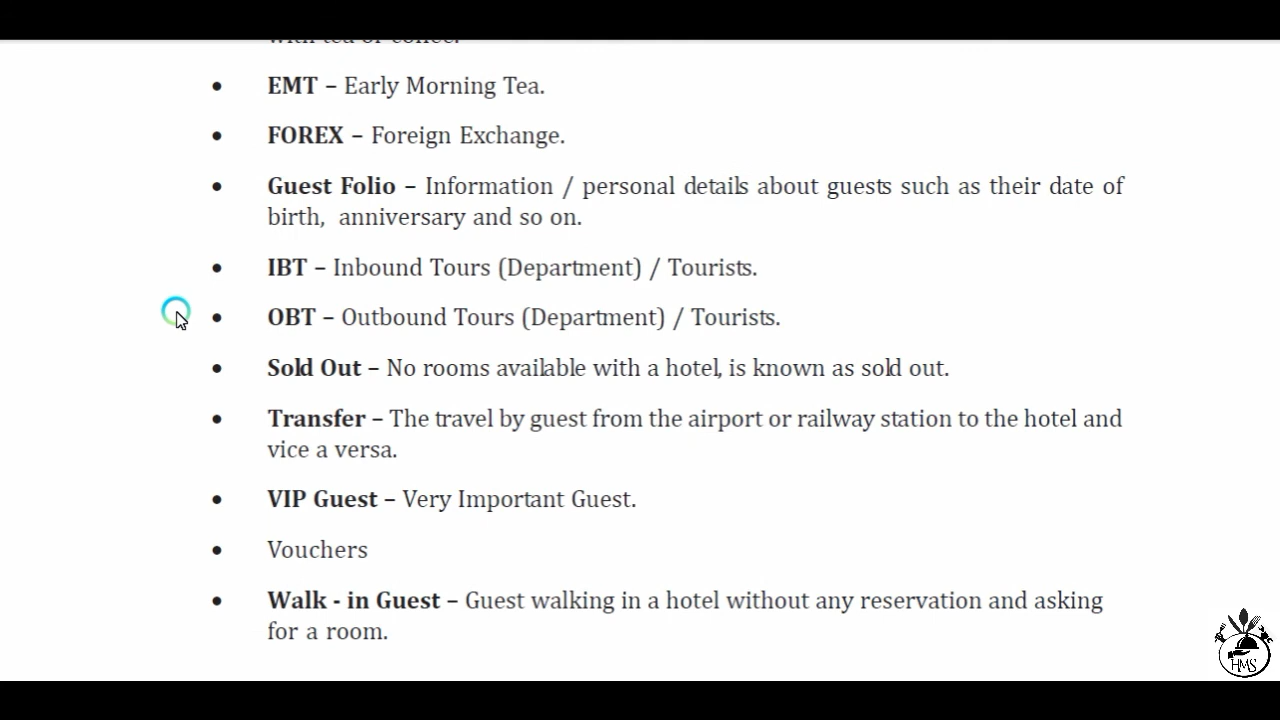 with tea or coffee.
• EMT – Early Morning Tea.
• FOREX – Foreign Exchange.
• Guest Folio – Information / personal details about guests such as their date of
birth, anniversary and so on.
• IBT – Inbound Tours (Department) / Tourists.
• OBT – Outbound Tours (Department) / Tourists.
• Sold Out – No rooms available with a hotel, is known as sold out.
• Transfer – The travel by guest from the airport or railway station to the hotel and
vice a versa.
• VIP Guest – Very Important Guest.
• Vouchers
• Walk - in Guest – Guest walking in a hotel without any reservation and asking
for a room.
HMS